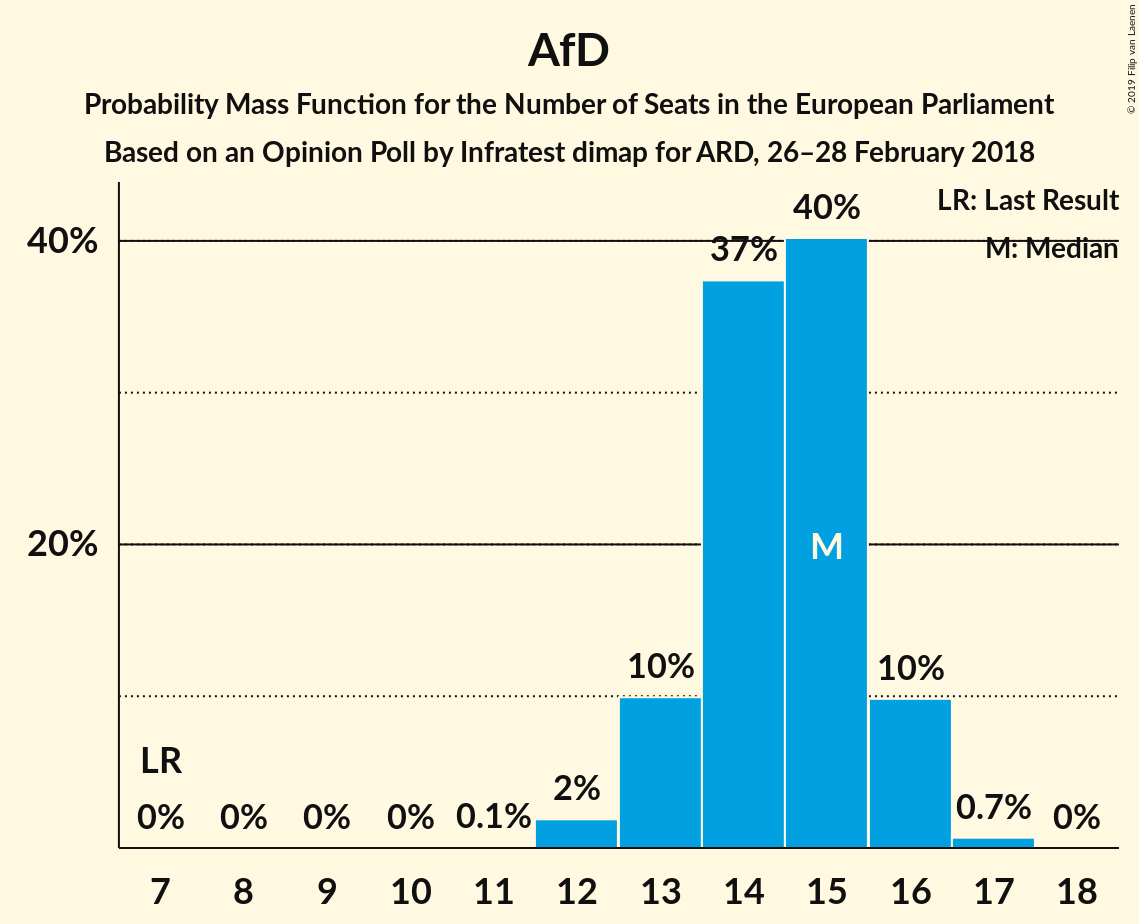 AfD
Probability Mass Function for the Number of Seats in the European Parliament
Based on an Opinion Poll by Infratest dimap for ARD, 26–28 February 2018
© 2019 Filip van Laenen
LR: Last Result
M: Median
40%
20%
LR
0%
0%
0%
0%
0.1%
2%
10%
37%
40%
M
10%
0.7%
0%
7 8 9 10 11 12 13 14 15 16 17 18